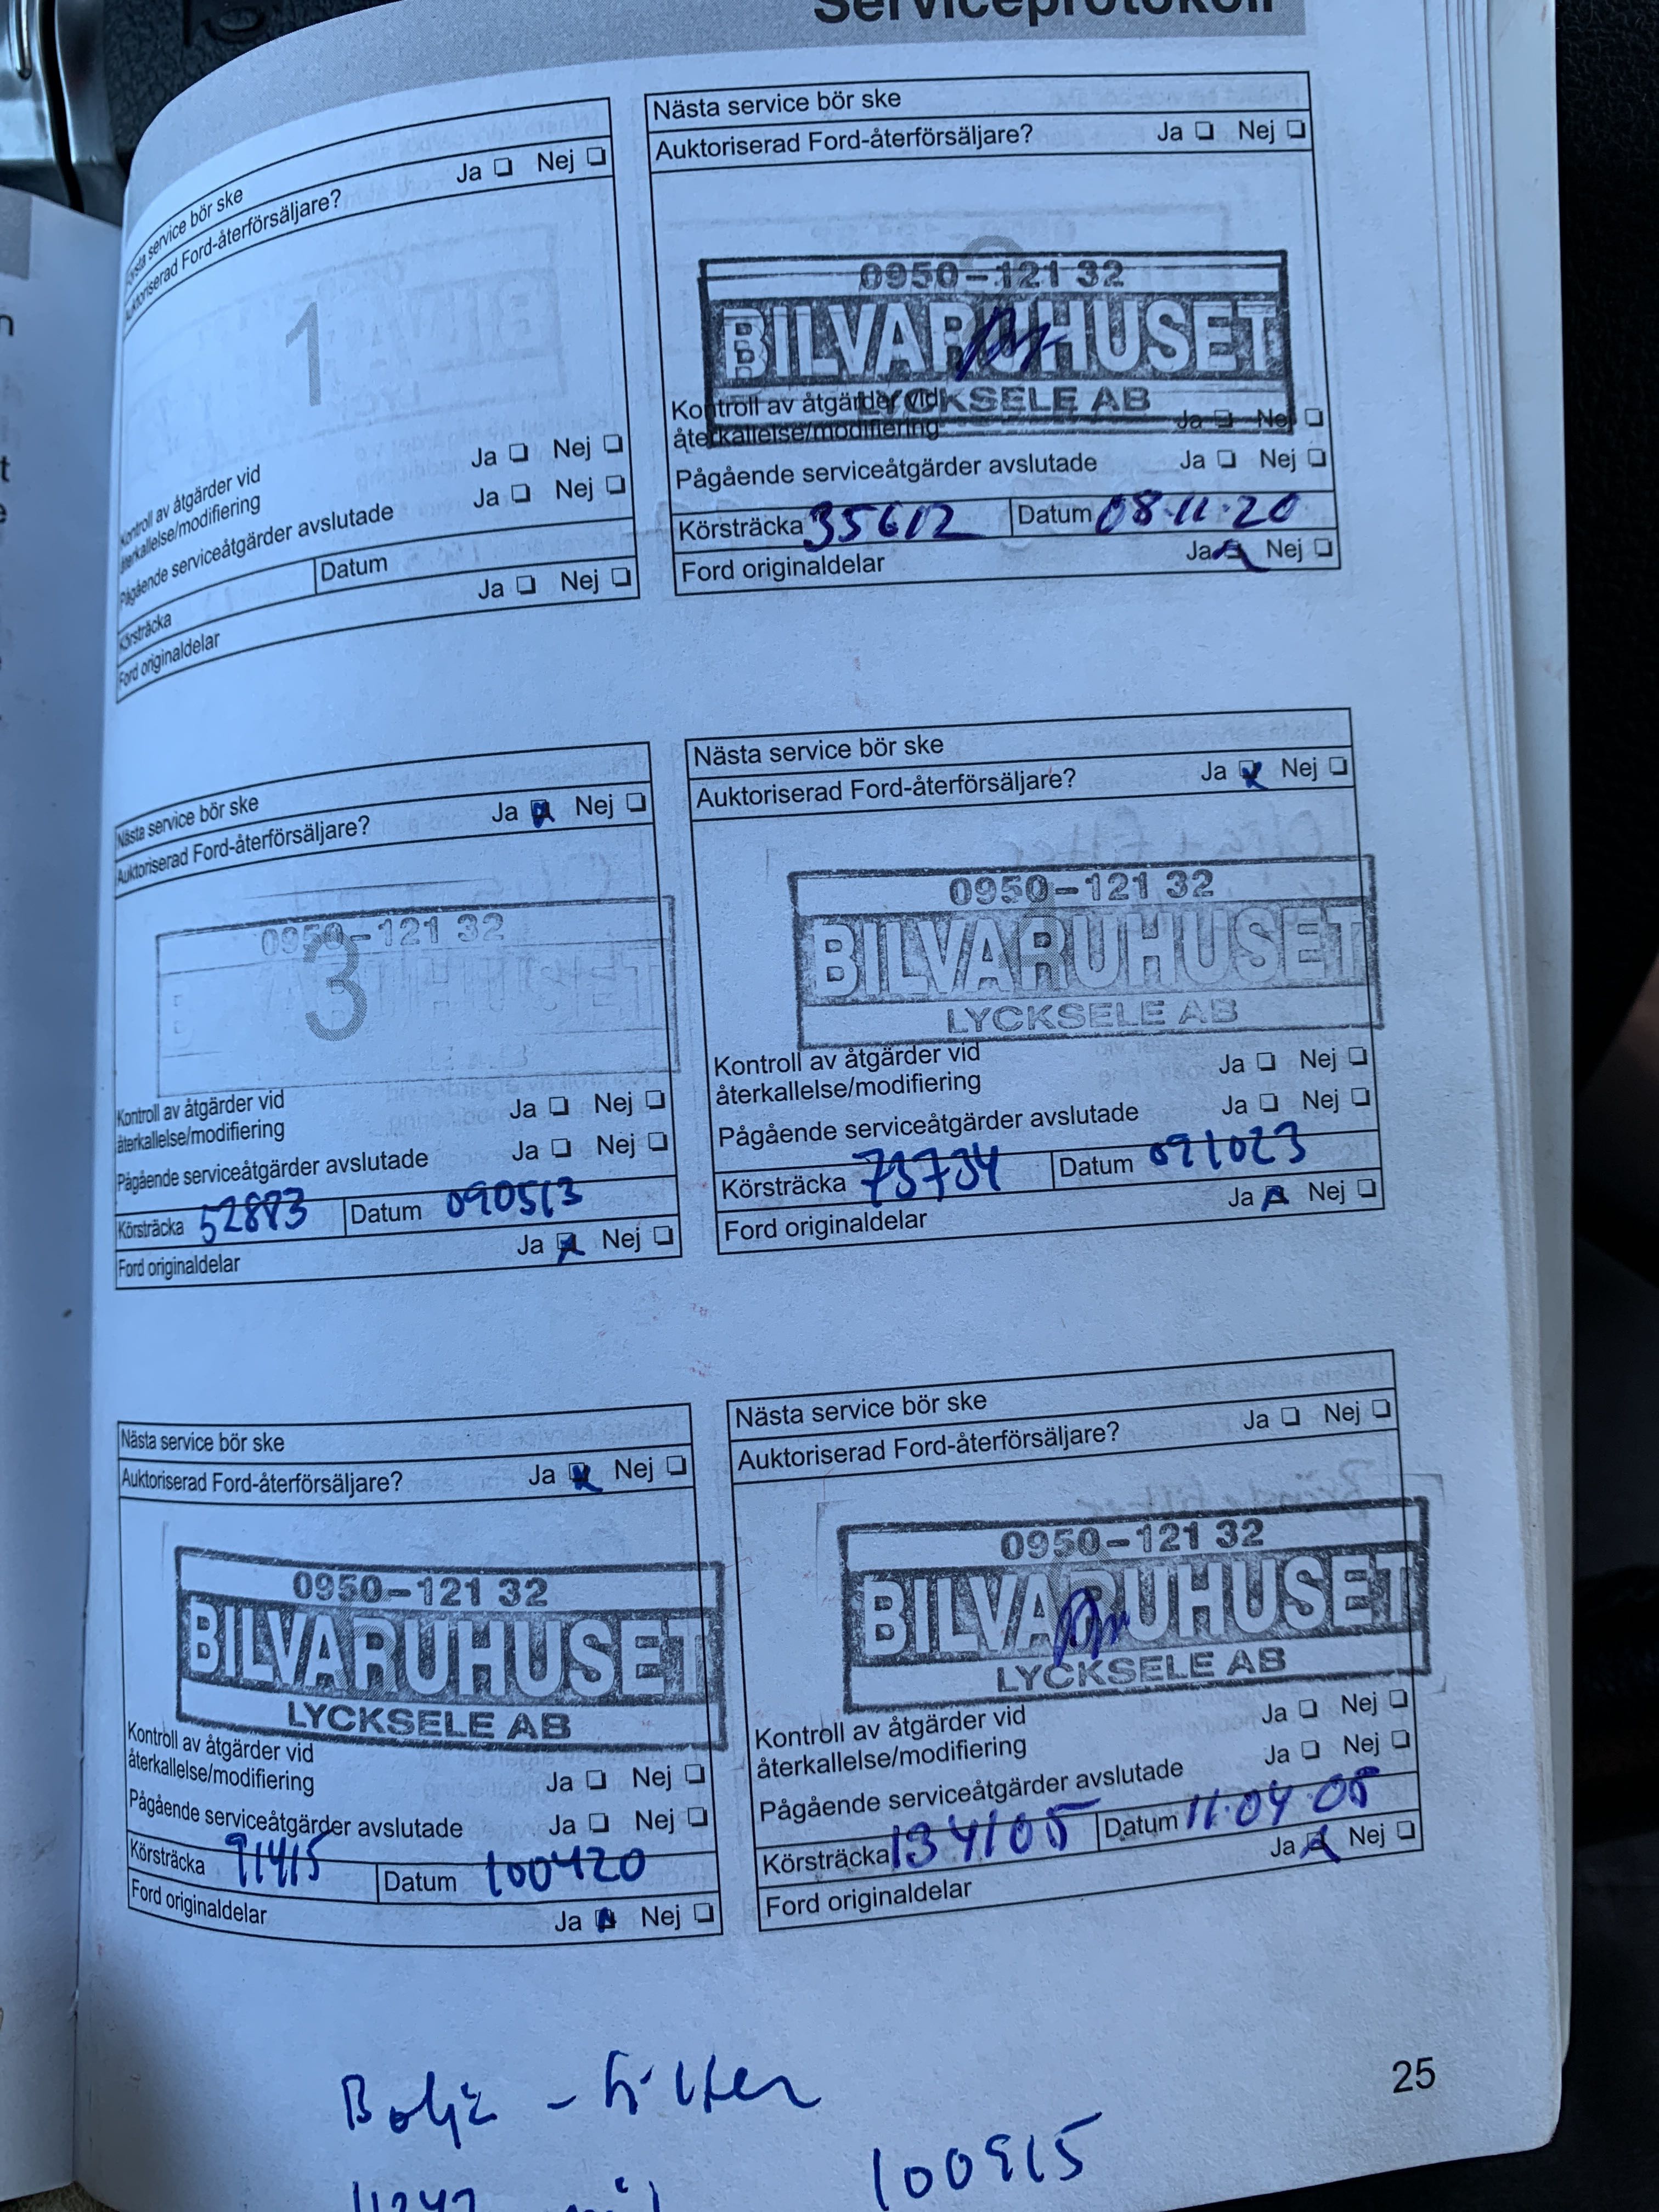 Serviceprotokoll
Nästa service bör ske
Auktoriserad Ford-återförsäljare? Ja Nej
1
Kontroll av åtgärder vid
återkallelse/modifiering Ja Nej
Pågående serviceåtgärder avslutade Ja Nej
Körsträcka Datum
Ford originaldelar Ja Nej
Nästa service bör ske
Auktoriserad Ford-återförsäljare? Ja Nej
0950-121 32
BILVARUHUSET
LYCKSELE AB
Kontroll av åtgärder vid
återkallelse/modifiering Ja Nej
Pågående serviceåtgärder avslutade Ja Nej
Körsträcka 35612 Datum 08.11.20
Ford originaldelar Ja Nej
Nästa service bör ske
Auktoriserad Ford-återförsäljare? Ja Nej
0950-121 32
3
Kontroll av åtgärder vid
återkallelse/modifiering Ja Nej
Pågående serviceåtgärder avslutade Ja Nej
Körsträcka 52883 Datum 090513
Ford originaldelar Ja Nej
Nästa service bör ske
Auktoriserad Ford-återförsäljare? Ja Nej
0950-121 32
BILVARUHUSET
LYCKSELE AB
Kontroll av åtgärder vid
återkallelse/modifiering Ja Nej
Pågående serviceåtgärder avslutade Ja Nej
Körsträcka 73734 Datum 091023
Ford originaldelar Ja Nej
Nästa service bör ske
Auktoriserad Ford-återförsäljare? Ja Nej
0950-121 32
BILVARUHUSET
LYCKSELE AB
Kontroll av åtgärder vid
återkallelse/modifiering Ja Nej
Pågående serviceåtgärder avslutade Ja Nej
Körsträcka 91415 Datum 100420
Ford originaldelar Ja Nej
Nästa service bör ske
Auktoriserad Ford-återförsäljare? Ja Nej
0950-121 32
BILVARUHUSET
LYCKSELE AB
Kontroll av åtgärder vid
återkallelse/modifiering Ja Nej
Pågående serviceåtgärder avslutade Ja Nej
Körsträcka 134105 Datum 11.04.05
Ford originaldelar Ja Nej
25
- filter
100915